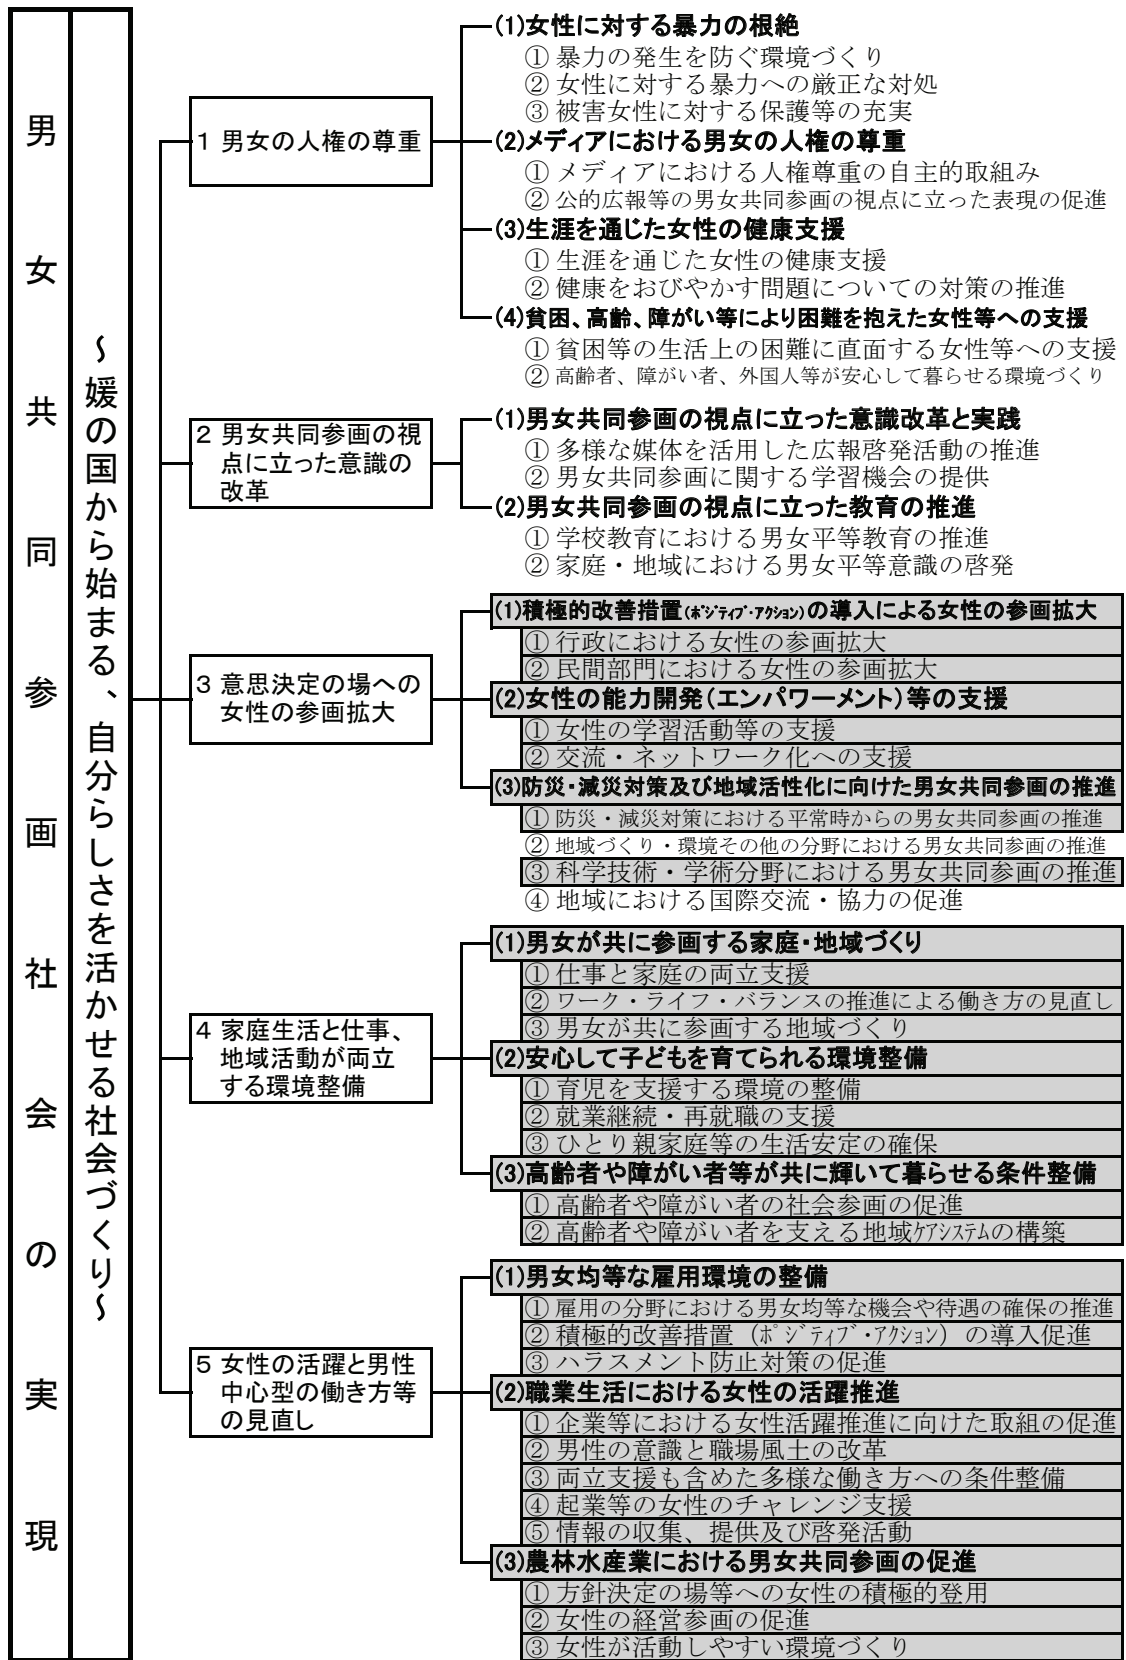 男女共同参画社会の実現
～媛の国から始まる、自分らしさを活かせる社会づくり～
1 男女の人権の尊重
(1)女性に対する暴力の根絶
① 暴力の発生を防ぐ環境づくり
② 女性に対する暴力への厳正な対処
③ 被害女性に対する保護等の充実
(2)メディアにおける男女の人権の尊重
① メディアにおける人権尊重の自主的取組み
② 公的広報等の男女共同参画の視点に立った表現の促進
(3)生涯を通じた女性の健康支援
① 生涯を通じた女性の健康支援
② 健康をおびやかす問題についての対策の推進
(4)貧困、高齢、障がい等により困難を抱えた女性等への支援
① 貧困等の生活上の困難に直面する女性等への支援
② 高齢者、障がい者、外国人等が安心して暮らせる環境づくり
2 男女共同参画の視
点に立った意識の
改革
(1)男女共同参画の視点に立った意識改革と実践
① 多様な媒体を活用した広報啓発活動の推進
② 男女共同参画に関する学習機会の提供
(2)男女共同参画の視点に立った教育の推進
① 学校教育における男女平等教育の推進
② 家庭・地域における男女平等意識の啓発
3 意思決定の場への
女性の参画拡大
(1)積極的改善措置(ﾎﾟｼﾞﾃｨﾌﾞ･ｱｸｼｮﾝ)の導入による女性の参画拡大
① 行政における女性の参画拡大
② 民間部門における女性の参画拡大
(2)女性の能力開発(エンパワーメント)等の支援
① 女性の学習活動等の支援
② 交流・ネットワーク化への支援
(3)防災・減災対策及び地域活性化に向けた男女共同参画の推進
① 防災・減災対策における平常時からの男女共同参画の推進
② 地域づくり・環境その他の分野における男女共同参画の推進
③ 科学技術・学術分野における男女共同参画の推進
④ 地域における国際交流・協力の促進
4 家庭生活と仕事、
地域活動が両立
する環境整備
(1)男女が共に参画する家庭・地域づくり
① 仕事と家庭の両立支援
② ワーク・ライフ・バランスの推進による働き方の見直し
③ 男女が共に参画する地域づくり
(2)安心して子どもを育てられる環境整備
① 育児を支援する環境の整備
② 就業継続・再就職の支援
③ ひとり親家庭等の生活安定の確保
(3)高齢者や障がい者等が共に輝いて暮らせる条件整備
① 高齢者や障がい者の社会参画の促進
② 高齢者や障がい者を支える地域ｹｱｼｽﾃﾑの構築
5 女性の活躍と男性
中心型の働き方等
の見直し
(1)男女均等な雇用環境の整備
① 雇用の分野における男女均等な機会や待遇の確保の推進
② 積極的改善措置（ﾎﾟｼﾞﾃｨﾌﾞ･ｱｸｼｮﾝ）の導入促進
③ ハラスメント防止対策の促進
(2)職業生活における女性の活躍推進
① 企業等における女性活躍推進に向けた取組の促進
② 男性の意識と職場風土の改革
③ 両立支援も含めた多様な働き方への条件整備
④ 起業等の女性のチャレンジ支援
⑤ 情報の収集、提供及び啓発活動
(3)農林水産業における男女共同参画の促進
① 方針決定の場等への女性の積極的登用
② 女性の経営参画の促進
③ 女性が活動しやすい環境づくり